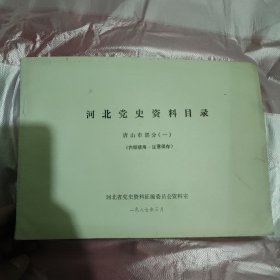 河北党史资料目录
唐山市部分（一）
（内部使用·注意保存）
河北省党史资料征编委员会资料室
一九八七年三月